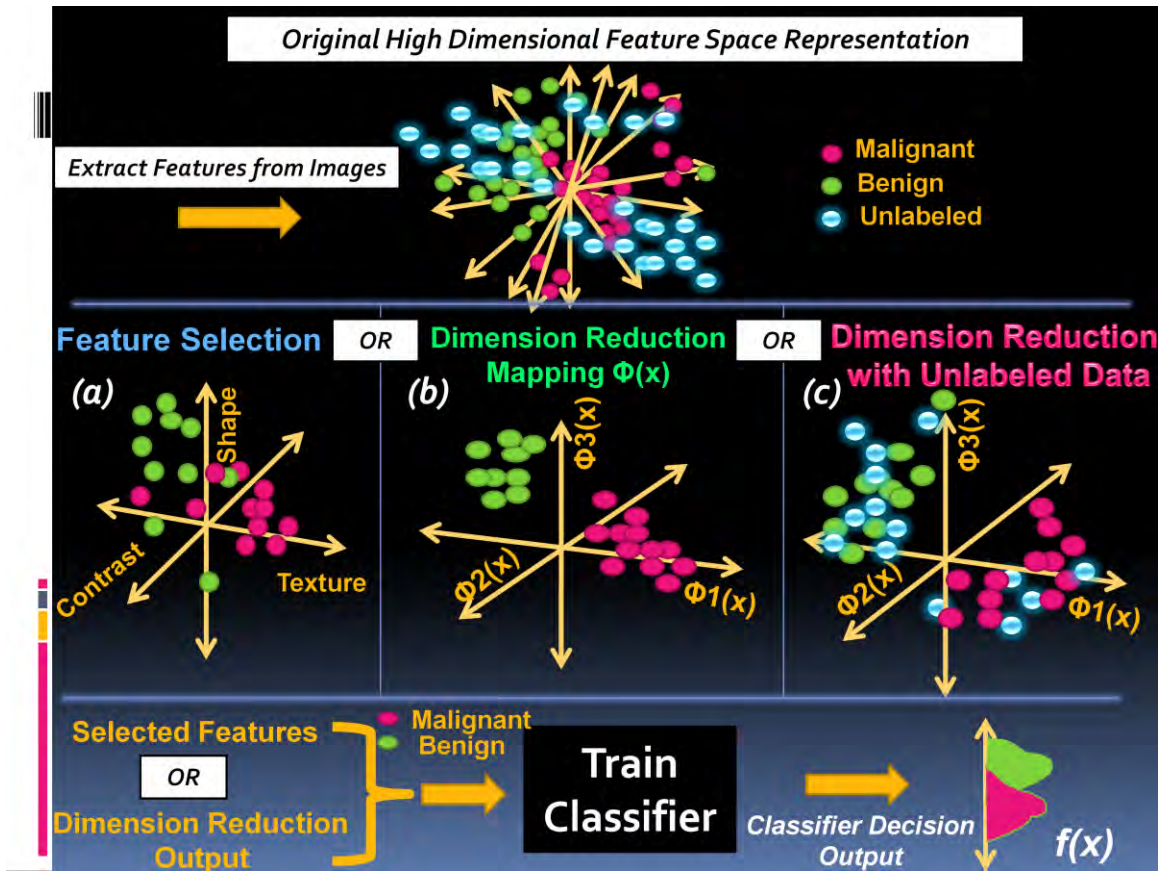 Original High Dimensional Feature Space Representation
Extract Features from Images
Malignant
Benign
Unlabeled
Feature Selection
OR
Dimension Reduction
Mapping Φ(x)
OR
Dimension Reduction
with Unlabeled Data
(a)
Shape
Contrast
Texture
(b)
Φ3(x)
Φ2(x)
Φ1(x)
(c)
Φ3(x)
Φ2(x)
Φ1(x)
Selected Features
OR
Dimension Reduction
Output
Malignant
Benign
Train
Classifier
Classifier Decision
Output
f(x)